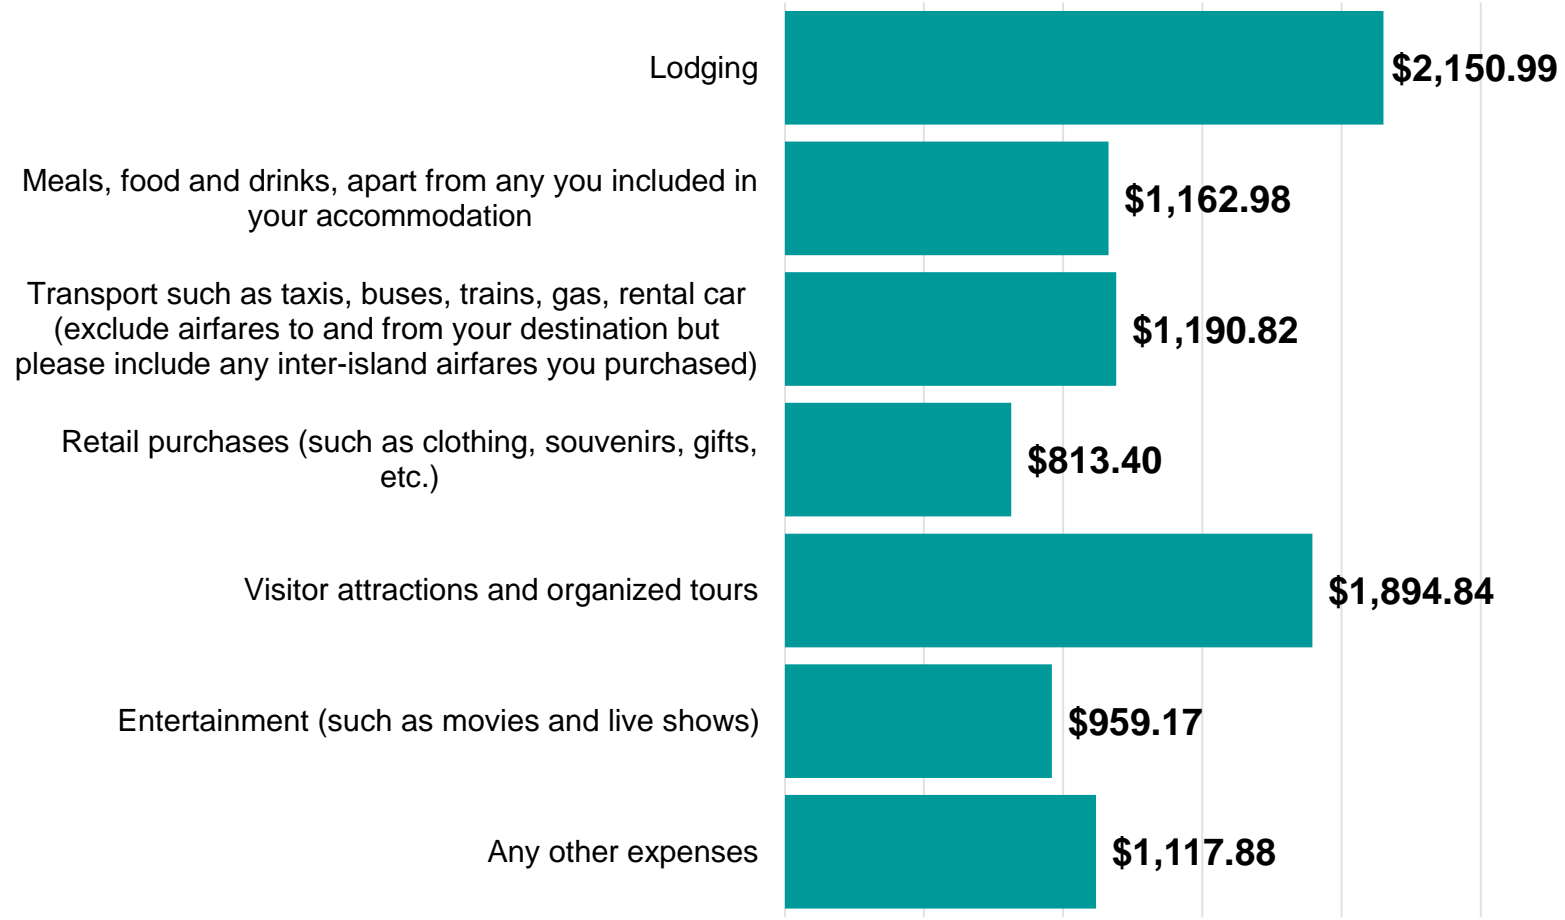 Lodging
$2,150.99
Meals, food and drinks, apart from any you included in
your accommodation
$1,162.98
Transport such as taxis, buses, trains, gas, rental car
(exclude airfares to and from your destination but
please include any inter-island airfares you purchased)
$1,190.82
Retail purchases (such as clothing, souvenirs, gifts,
etc.)
$813.40
Visitor attractions and organized tours
$1,894.84
Entertainment (such as movies and live shows)
$959.17
Any other expenses
$1,117.88